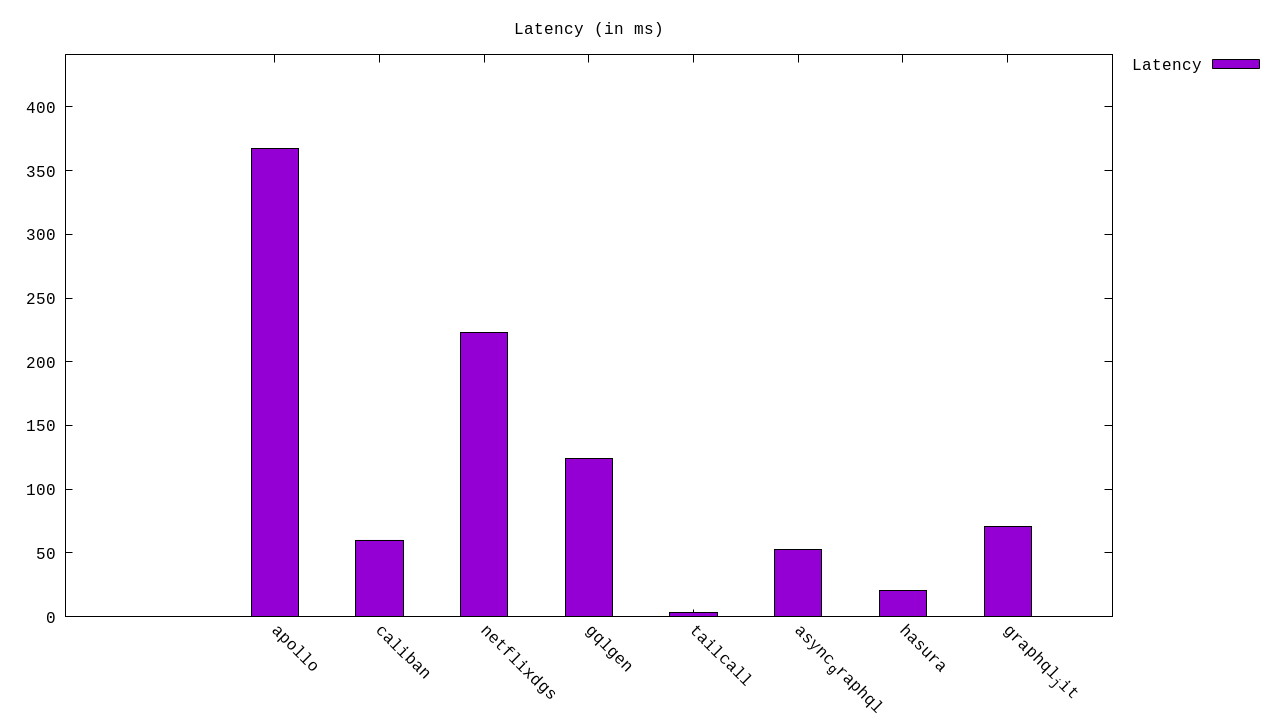 Latency (in ms)
Latency
400
350
300
250
200
150
100
50
0
apollo
caliban
netflixdgs
gqlgen
tailcall
async_graphql
hasura
graphql_jit